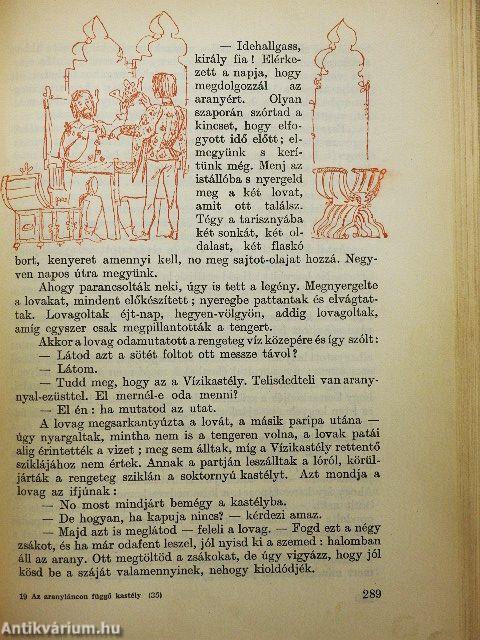 — Idehallgass,
király fia! Elérke-
zett a napja, hogy
megdolgozzál az
aranyért. Olyan
szaporán szórtad a
kincset, hogy elfo-
gyott idő előtt; el-
megyünk s kerí-
tünk még. Menj az
istállóba s nyergeld
meg a két lovat,
amit ott találsz.
Tégy a tarisznyába
két sonkát, két ol-
dalast, két flaskó
bort, kenyeret amennyi kell, no meg sajtot-olajat hozzá. Negy-
ven napos útra megyünk.
Ahogy parancsolták neki, úgy is tett a legény. Megnyergelte
a lovakat, mindent előkészített; nyeregbe pattantak és elvágtat-
tak. Lovagoltak éjt-nap, hegyen-völgyön, addig lovagoltak,
amíg egyszer csak megpillantották a tengert.
Akkor a lovag odamutatott a rengeteg víz közepére és így szólt:
— Látod azt a sötét foltot ott messze távol?
— Látom.
— Tudd meg, hogy az a Vízikastély. Telisdedteli van arany-
nyal-ezüsttel. El mernél-e oda menni?
— El én: ha mutatod az utat.
A lovag megsarkantyúzta a lovát, a másik paripa utána —
úgy nyargaltak, mintha nem is a tengeren volna, a lovak patái
alig érintették a vizet; meg sem álltak, míg a Vízikastély rettentő
sziklájához nem értek. Annak a partján leszálltak a lóról, körül-
járták a rengeteg sziklán a soktornyú kastélyt. Azt mondja a
lovag az ifjúnak:
— No most mindjárt bemégy a kastélyba.
— De hogyan, ha kapuja nincs? — kérdezi amaz.
— Majd azt is meglátod — feleli a lovag. — Fogd ezt a négy
zsákot, és ha már odafent leszel, jól nyisd ki a szemed: halomban
áll az arany. Ott megtöltöd a zsákokat, de úgy vigyázz, hogy jól
kösd be a száját valamennyinek, nehogy kioldódjék.
19 Az aranyláncon függő kastély (35)
289
Antikvárium.hu